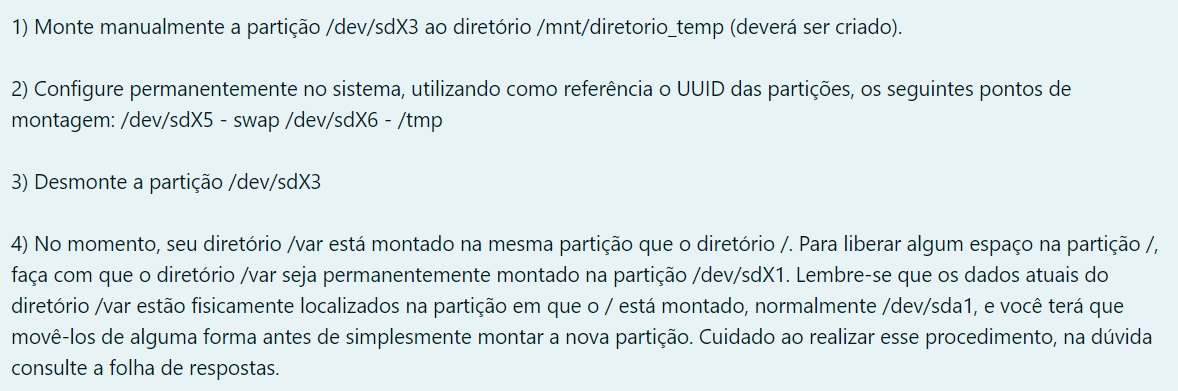 1) Monte manualmente a partição /dev/sdX3 ao diretório /mnt/diretorio_temp (deverá ser criado).
2) Configure permanentemente no sistema, utilizando como referência o UUID das partições, os seguintes pontos de
montagem: /dev/sdX5 - swap /dev/sdX6 - /tmp
3) Desmonte a partição /dev/sdX3
4) No momento, seu diretório /var está montado na mesma partição que o diretório /. Para liberar algum espaço na partição /,
faça com que o diretório /var seja permanentemente montado na partição /dev/sdX1. Lembre-se que os dados atuais do
diretório /var estão fisicamente localizados na partição em que o / está montado, normalmente /dev/sda1, e você terá que
movê-los de alguma forma antes de simplesmente montar a nova partição. Cuidado ao realizar esse procedimento, na dúvida
consulte a folha de respostas.